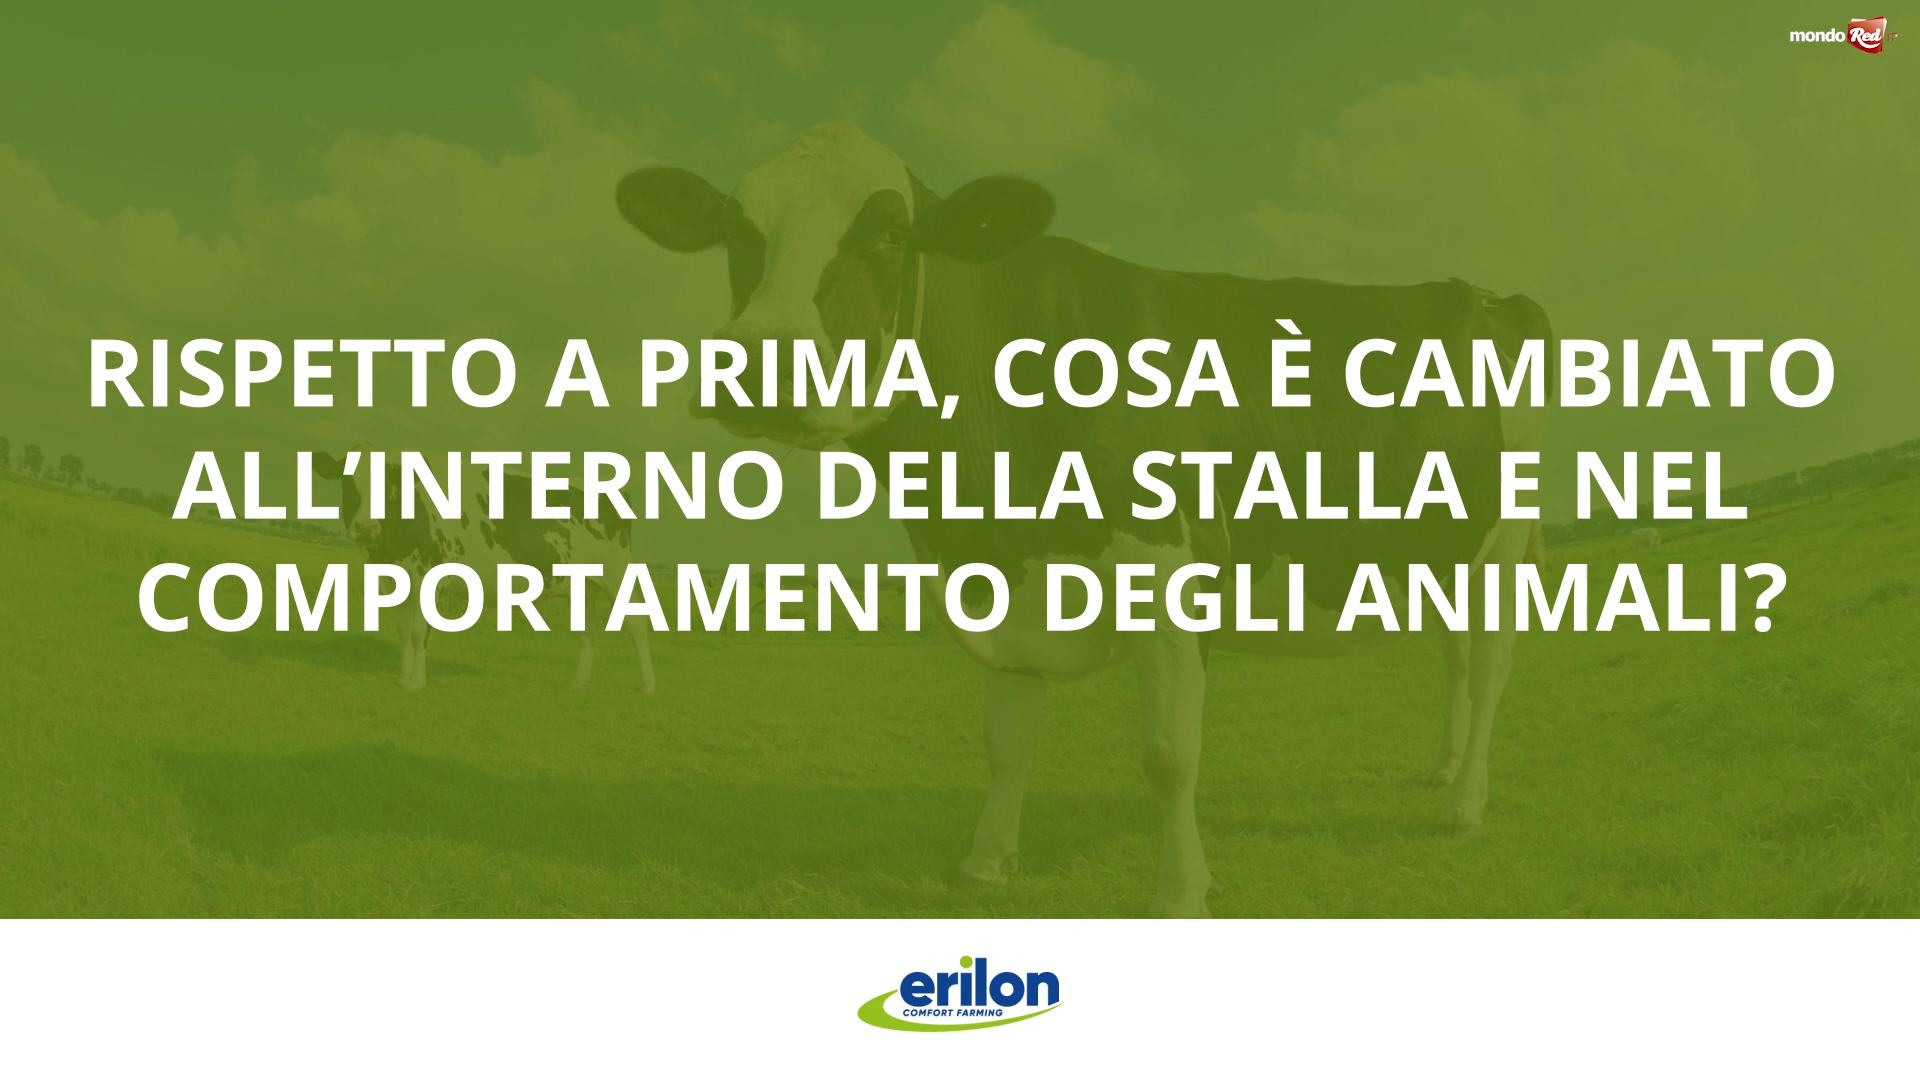 mondo Red
RISPETTO A PRIMA, COSA È CAMBIATO
ALL’INTERNO DELLA STALLA E NEL
COMPORTAMENTO DEGLI ANIMALI?
erilon
COMFORT FARMING